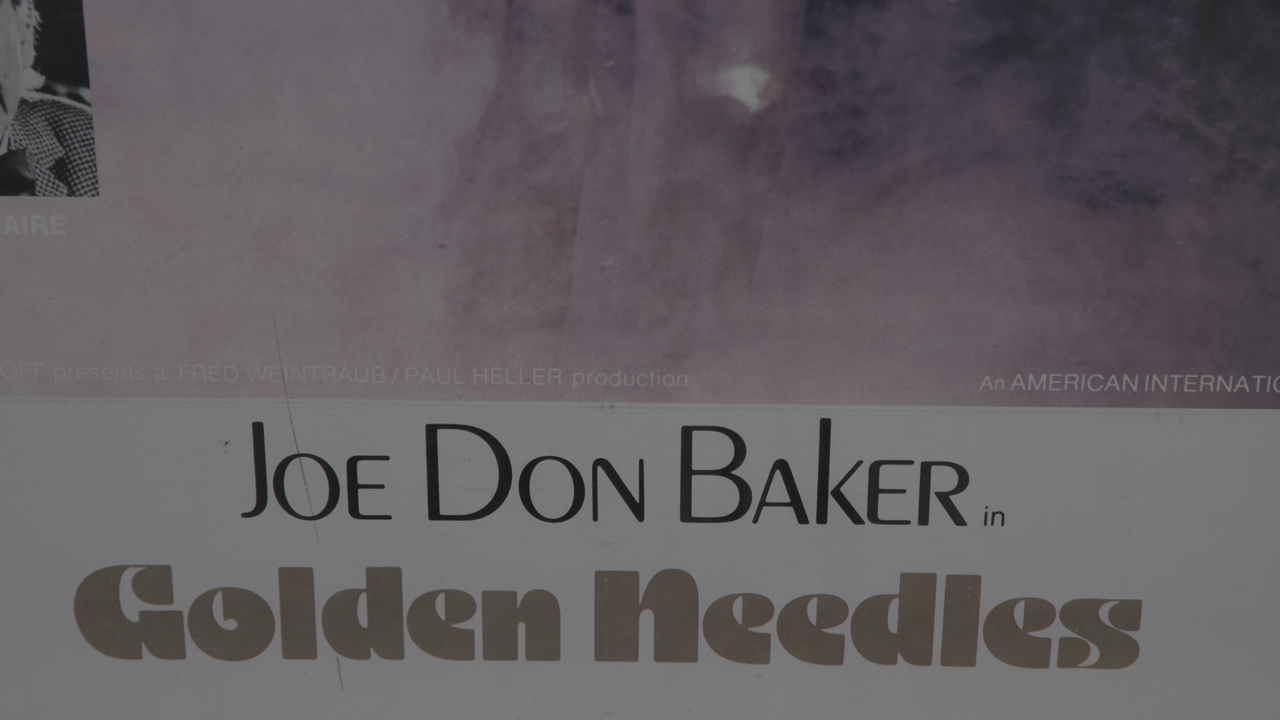 AIRE
OFF presents a FRED WEINTRAUB / PAUL HELLER production
An AMERICAN INTERNATIO
JOE DON BAKER in
Golden Needles